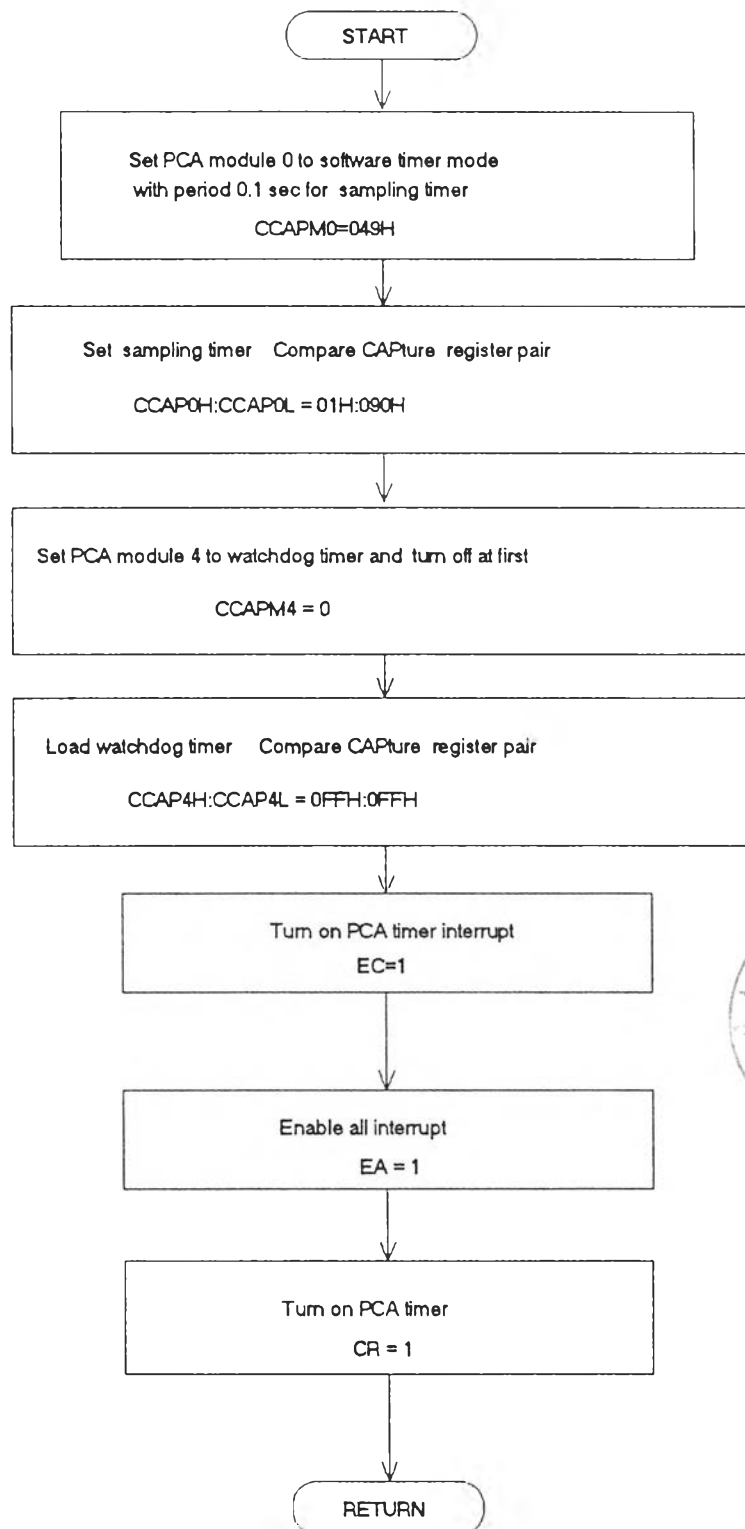 START
Set PCA module 0 to software timer mode
with period 0.1 sec for sampling timer
CCAPM0=049H
Set sampling timer Compare CAPture register pair
CCAP0H:CCAP0L = 01H:090H
Set PCA module 4 to watchdog timer and turn off at first
CCAPM4 = 0
Load watchdog timer Compare CAPture register pair
CCAP4H:CCAP4L = 0FFH:0FFH
Turn on PCA timer interrupt
EC=1
Enable all interrupt
EA = 1
Turn on PCA timer
CR = 1
RETURN